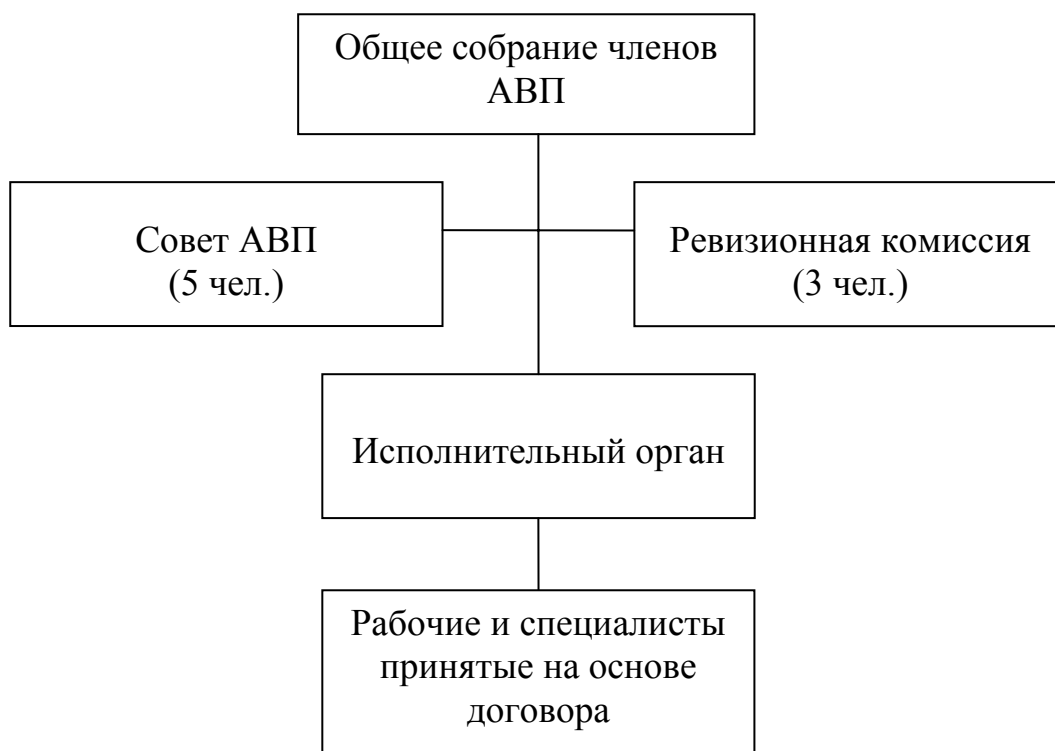 Общее собрание членов
АВП
Совет АВП
(5 чел.)
Ревизионная комиссия
(3 чел.)
Исполнительный орган
Рабочие и специалисты
принятые на основе
договора